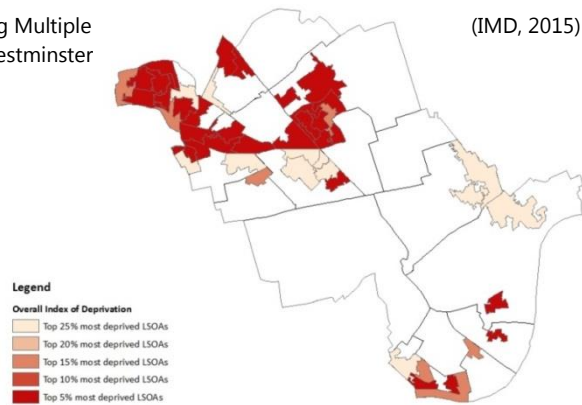 g Multiple
estminster
(IMD, 2015)
Legend
Overall Index of Deprivation
Top 25% most deprived LSOAs
Top 20% most deprived LSOAs
Top 15% most deprived LSOAs
Top 10% most deprived LSOAs
Top 5% most deprived LSOAs